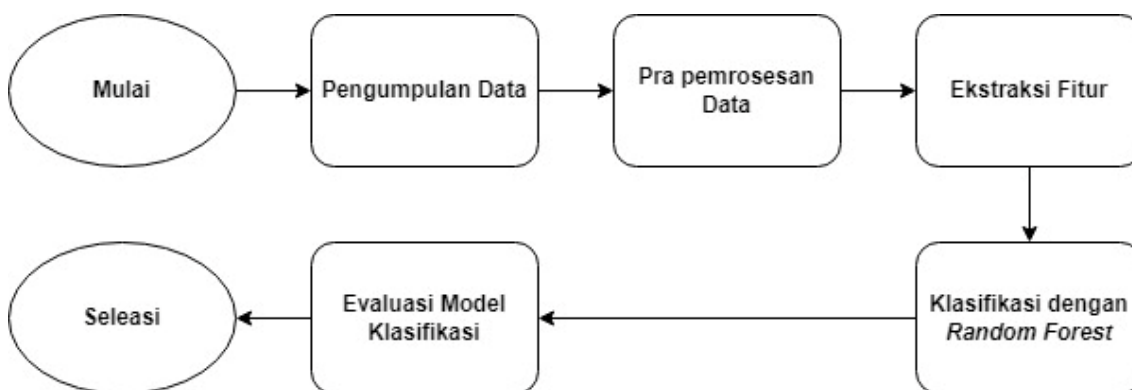 Mulai
Pengumpulan Data
Pra pemrosesan
Data
Ekstraksi Fitur
Klasifikasi dengan
Random Forest
Evaluasi Model
Klasifikasi
Seleasi